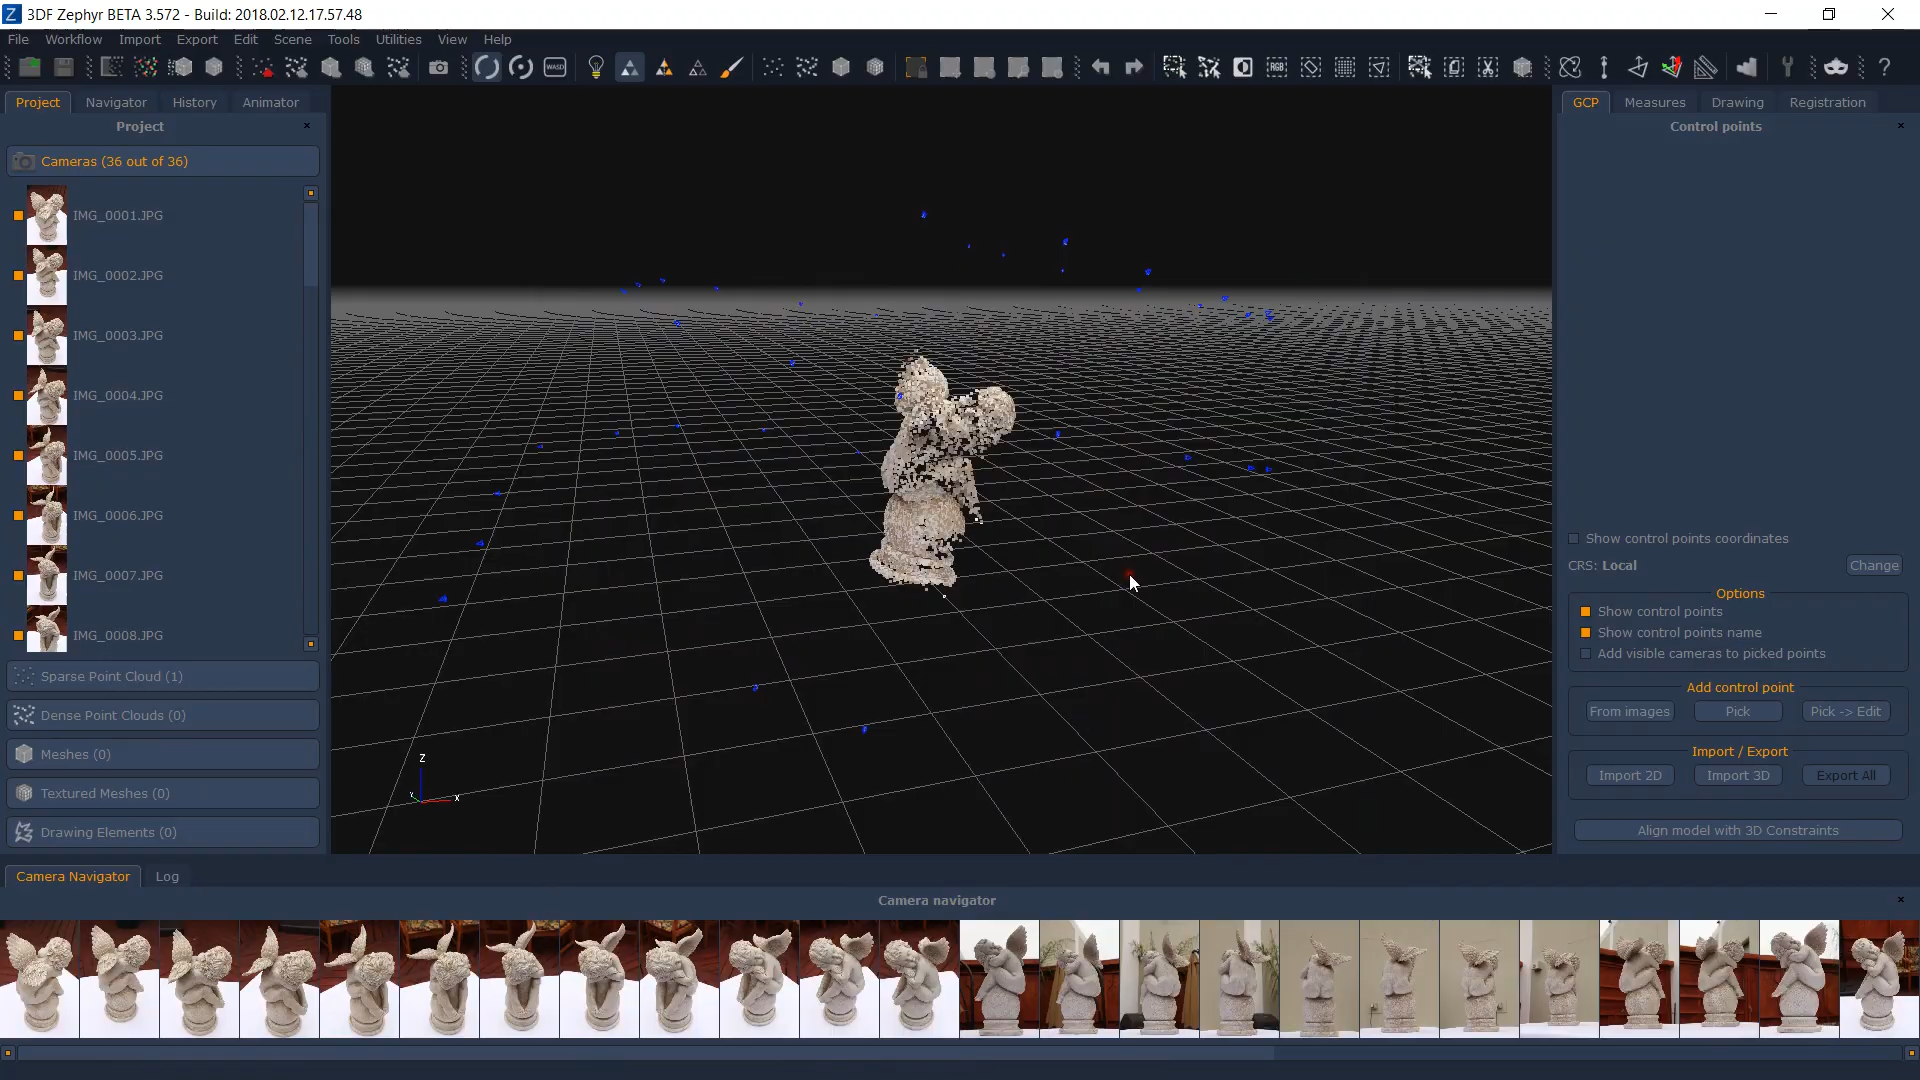 3DF Zephyr BETA 3.572 - Build: 2018.02.12.17.57.48
File Workflow Import Export Edit Scene Tools Utilities View Help
WASD
RGB
?
Project Navigator History Animator
Project
Cameras (36 out of 36)
IMG_0001.JPG
IMG_0002.JPG
IMG_0003.JPG
IMG_0004.JPG
IMG_0005.JPG
IMG_0006.JPG
IMG_0007.JPG
IMG_0008.JPG
Sparse Point Cloud (1)
Dense Point Clouds (0)
Meshes (0)
Textured Meshes (0)
Drawing Elements (0)
Z
Y
X
GCP Measures Drawing Registration
Control points
Show control points coordinates
CRS: Local Change
Options
Show control points
Show control points name
Add visible cameras to picked points
Add control point
From images Pick Pick -> Edit
Import / Export
Import 2D Import 3D Export All
Align model with 3D Constraints
Camera Navigator Log
Camera navigator